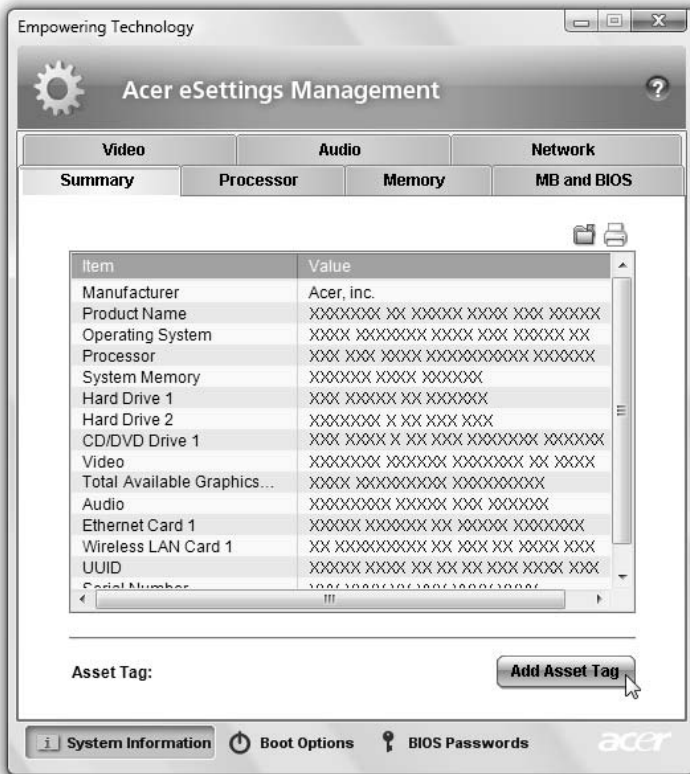 Empowering Technology
Acer eSettings Management
?
Video Audio Network
Summary Processor Memory MB and BIOS
Item Value
Manufacturer Acer, inc.
Product Name XXXXXXX XX XXXXX XXXX XXX XXXXX
Operating System XXXX XXXXXXX XXXX XXX XXXXX XX
Processor XXX XXX XXXX XXXXXXXXXXX XXXXXX
System Memory XXXXXX XXXX XXXXXX
Hard Drive 1 XXX XXXXX XX XXXXXX
Hard Drive 2 XXXXXXX X XX XXX XXX
CD/DVD Drive 1 XXX XXXX X XX XXX XXXXXXX XXXXXX
Video XXXXXXX XXXXXX XXXXXXX XX XXXX
Total Available Graphics... XXXX XXXXXXXXXX XXXXXXXXX
Audio XXXXXXXX XXXXX XXX XXXXXX
Ethernet Card 1 XXXXX XXXXXX XX XXXXX XXXXXXX
Wireless LAN Card 1 XX XXXXXXXXX XX XXX XX XXXX XXX
UUID XXXXX XXXX XX XX XX XXX XXXX XXX
Serial Number
Asset Tag: Add Asset Tag
i System Information Boot Options BIOS Passwords acer